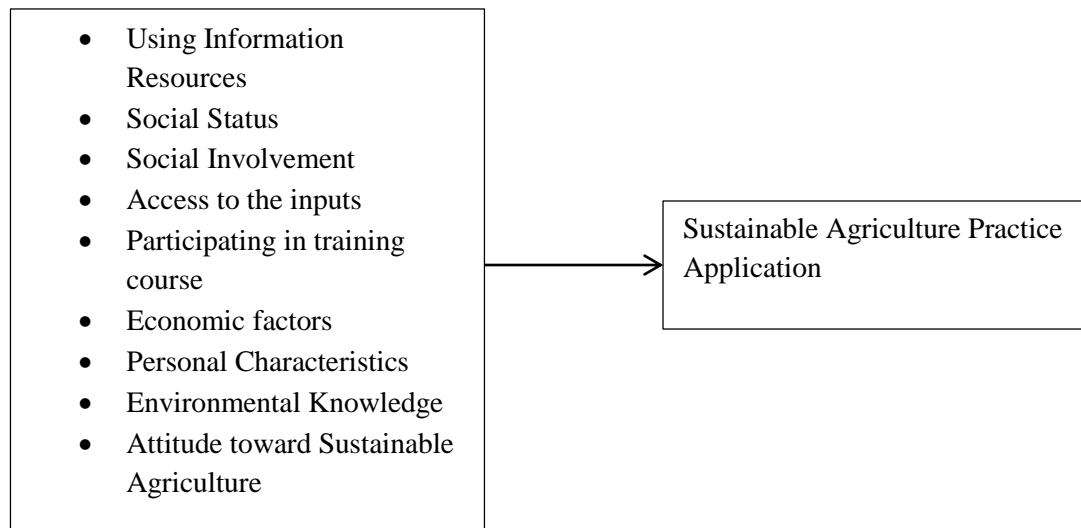 • Using Information
Resources
• Social Status
• Social Involvement
• Access to the inputs
• Participating in training
course
• Economic factors
• Personal Characteristics
• Environmental Knowledge
• Attitude toward Sustainable
Agriculture
Sustainable Agriculture Practice
Application